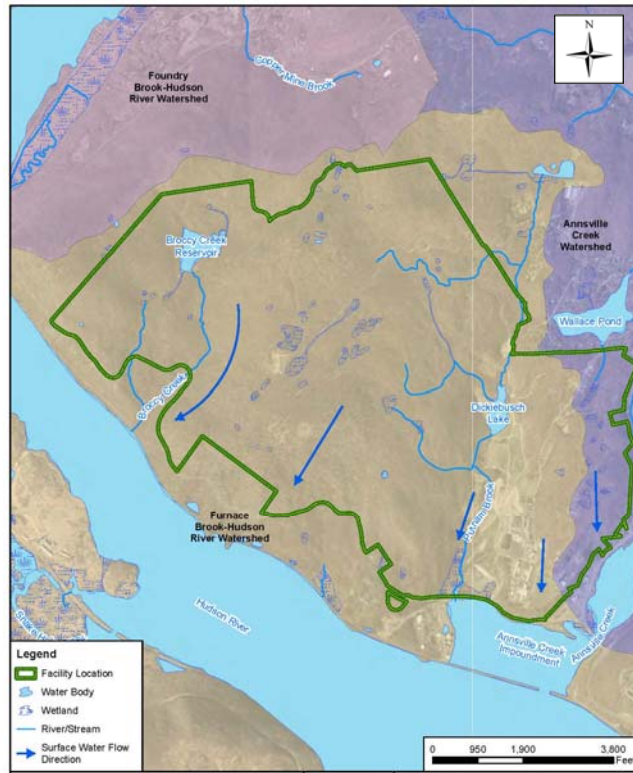 N
Foundry
Brook-Hudson
River Watershed
Copper Mine Brook
Annsville
Creek
Watershed
Broccy Creek
Reservoir
Wallace Pond
Broccy Creek
Dickiebusch
Lake
Brook
Furnace
Brook-Hudson
River Watershed
Hudson River
Annsville Creek
Impoundment
Annsville Creek
Snake
Legend
Facility Location
Water Body
Wetland
River/Stream
Surface Water Flow
Direction
0 950 1,900 3,800
Feet